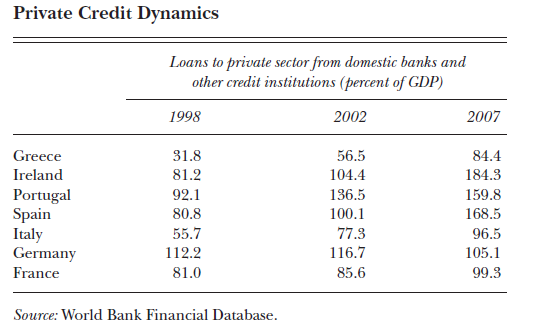 Private Credit Dynamics
Loans to private sector from domestic banks and
other credit institutions (percent of GDP)
1998 2002 2007
Greece 31.8 56.5 84.4
Ireland 81.2 104.4 184.3
Portugal 92.1 136.5 159.8
Spain 80.8 100.1 168.5
Italy 55.7 77.3 96.5
Germany 112.2 116.7 105.1
France 81.0 85.6 99.3
Source: World Bank Financial Database.